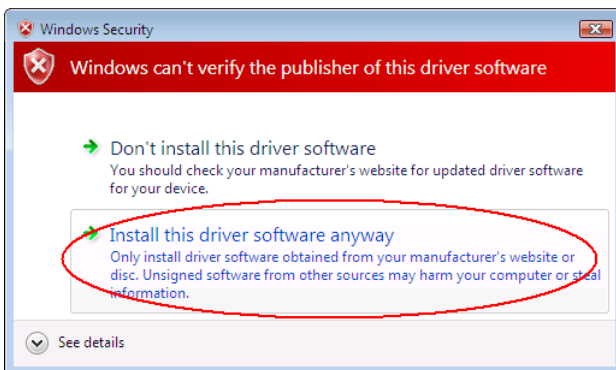 Windows Security
Windows can't verify the publisher of this driver software
Don't install this driver software
You should check your manufacturer's website for updated driver software
for your device.
Install this driver software anyway
Only install driver software obtained from your manufacturer's website or
disc. Unsigned software from other sources may harm your computer or steal
information.
See details